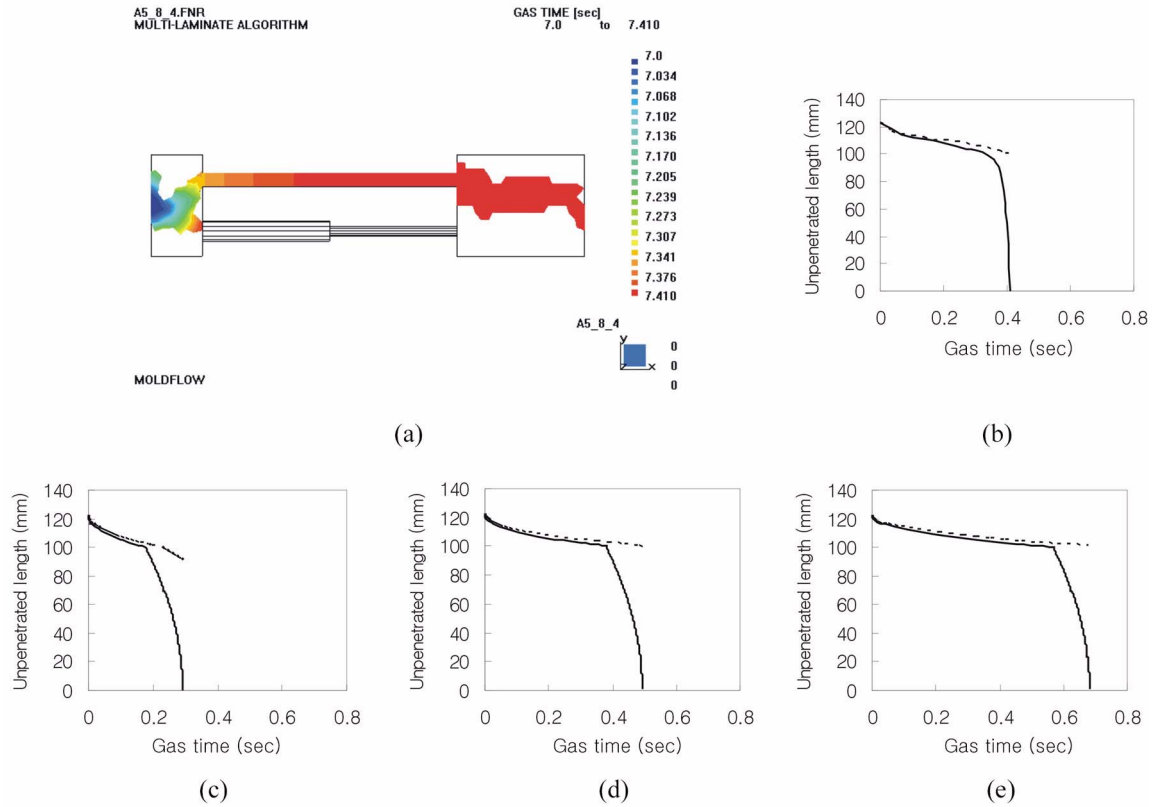 A5_8_4.FNR
MULTI-LAMINATE ALGORITHM
GAS TIME [sec]
7.0 to 7.410
7.0
7.034
7.068
7.102
7.136
7.170
7.205
7.239
7.273
7.307
7.341
7.376
7.410
A5_8_4
y
z x
0
0
0
MOLDFLOW
(a)
Unpenetrated length (mm)
140
120
100
80
60
40
20
0
0 0.2 0.4 0.6 0.8
Gas time (sec)
(b)
Unpenetrated length (mm)
140
120
100
80
60
40
20
0
0 0.2 0.4 0.6 0.8
Gas time (sec)
(c)
Unpenetrated length (mm)
140
120
100
80
60
40
20
0
0 0.2 0.4 0.6 0.8
Gas time (sec)
(d)
Unpenetrated length (mm)
140
120
100
80
60
40
20
0
0 0.2 0.4 0.6 0.8
Gas time (sec)
(e)